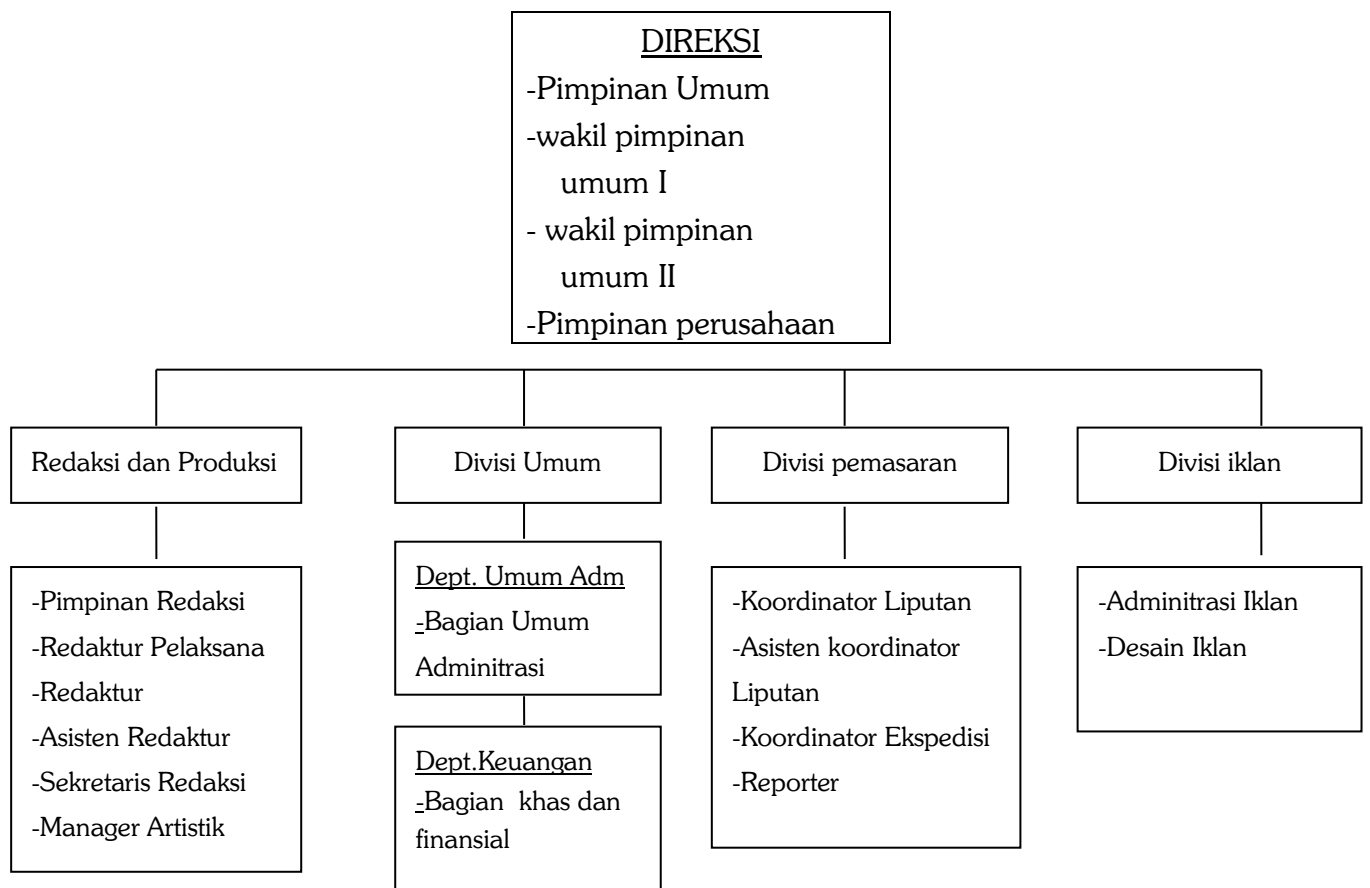 DIREKSI
-Pimpinan Umum
-wakil pimpinan
umum I
- wakil pimpinan
umum II
-Pimpinan perusahaan
Redaksi dan Produksi
Divisi Umum
Divisi pemasaran
Divisi iklan
-Pimpinan Redaksi
-Redaktur Pelaksana
-Redaktur
-Asisten Redaktur
-Sekretaris Redaksi
-Manager Artistik
Dept. Umum Adm
-Bagian Umum
Adminitrasi
Dept.Keuangan
-Bagian khas dan
finansial
-Koordinator Liputan
-Asisten koordinator
Liputan
-Koordinator Ekspedisi
-Reporter
-Adminitrasi Iklan
-Desain Iklan